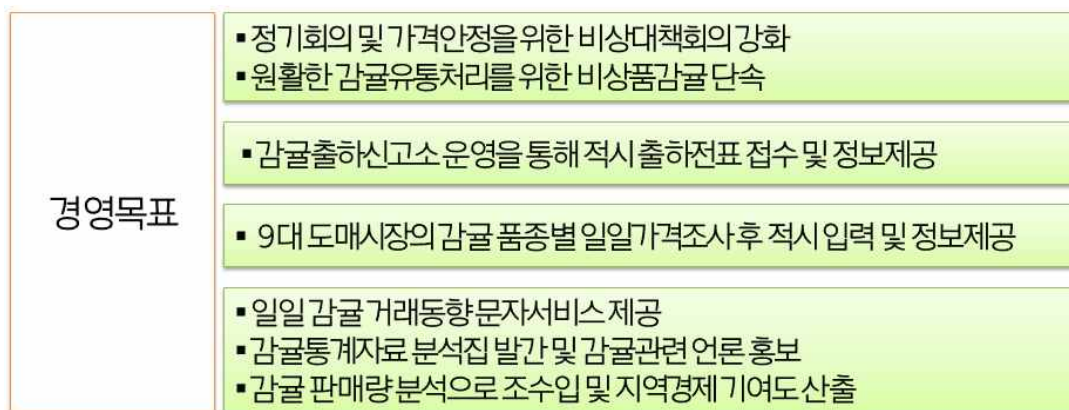 경영목표
▪정기회의 및 가격안정을 위한 비상대책회의 강화
▪원활한 감귤유통처리를 위한 비상품감귤 단속
▪감귤출하신고소 운영을 통해 적시 출하전표 접수 및 정보제공
▪ 9대 도매시장의 감귤 품종별 일일가격조사 후 적시 입력 및 정보제공
▪일일 감귤 거래동향 문자서비스 제공
▪감귤통계자료 분석집 발간 및 감귤관련 언론 홍보
▪감귤 판매량 분석으로 조수입 및 지역경제 기여도 산출